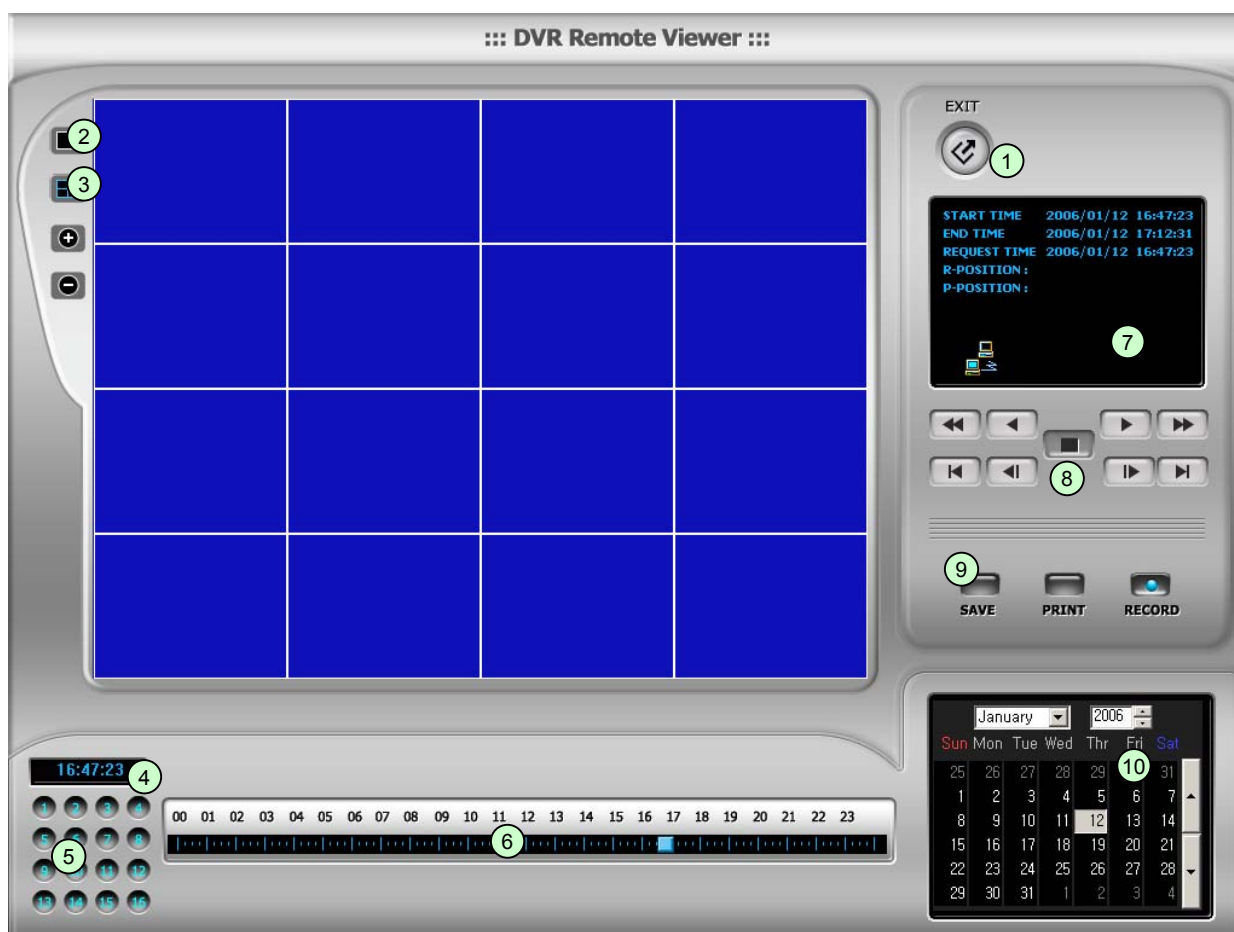 ::: DVR Remote Viewer :::
EXIT
1
2
3
START TIME 2006/01/12 16:47:23
END TIME 2006/01/12 17:12:31
REQUEST TIME 2006/01/12 16:47:23
R-POSITION :
P-POSITION :
7
8
9
SAVE PRINT RECORD
January 2006
Sun Mon Tue Wed Thr Fri Sat
10
25 26 27 28 29 31
1 2 3 4 5 6 7
8 9 10 11 12 13 14
15 16 17 18 19 20 21
22 23 24 25 26 27 28
29 30 31 1 2 3 4
16:47:23
4
1 2 3 4
5 6 7 8
5
9 10 11 12
13 14 15 16
00 01 02 03 04 05 06 07 08 09 10 11 12 13 14 15 16 17 18 19 20 21 22 23
6